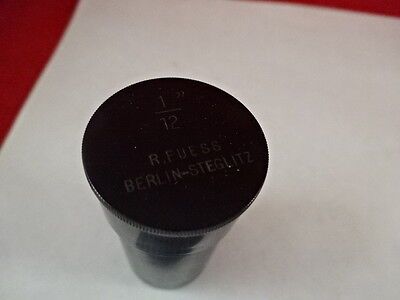 1"
12
R. FUESS
BERLIN-STEGLITZ